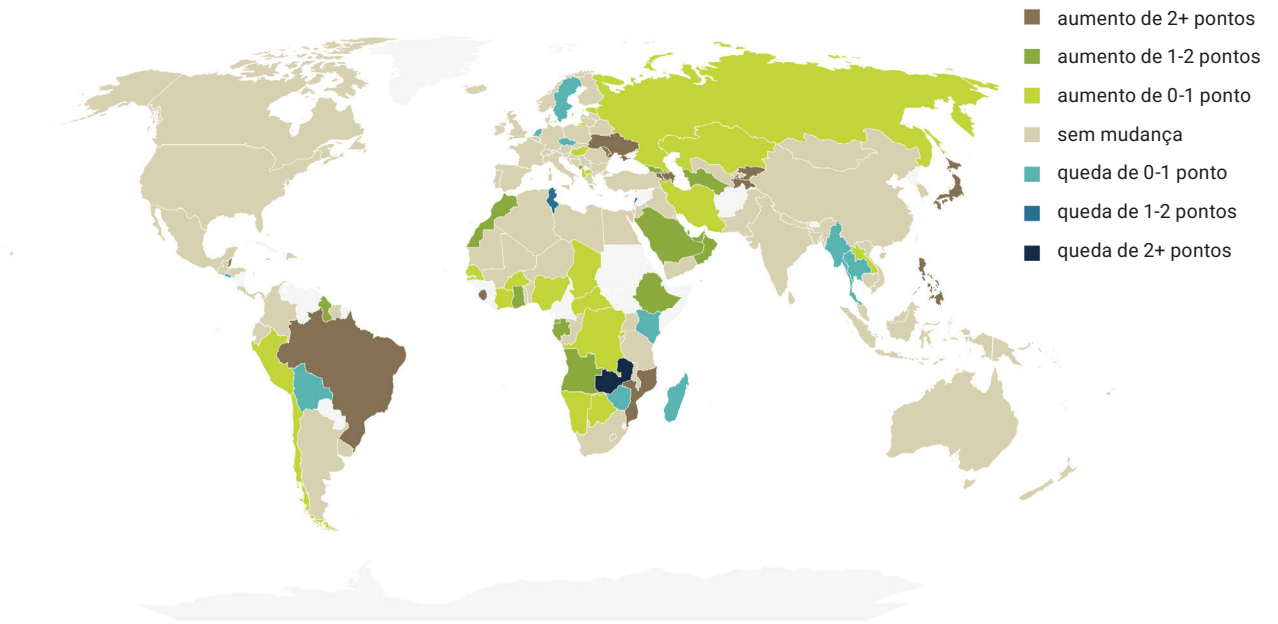 aumento de 2+ pontos
aumento de 1-2 pontos
aumento de 0-1 ponto
sem mudança
queda de 0-1 ponto
queda de 1-2 pontos
queda de 2+ pontos